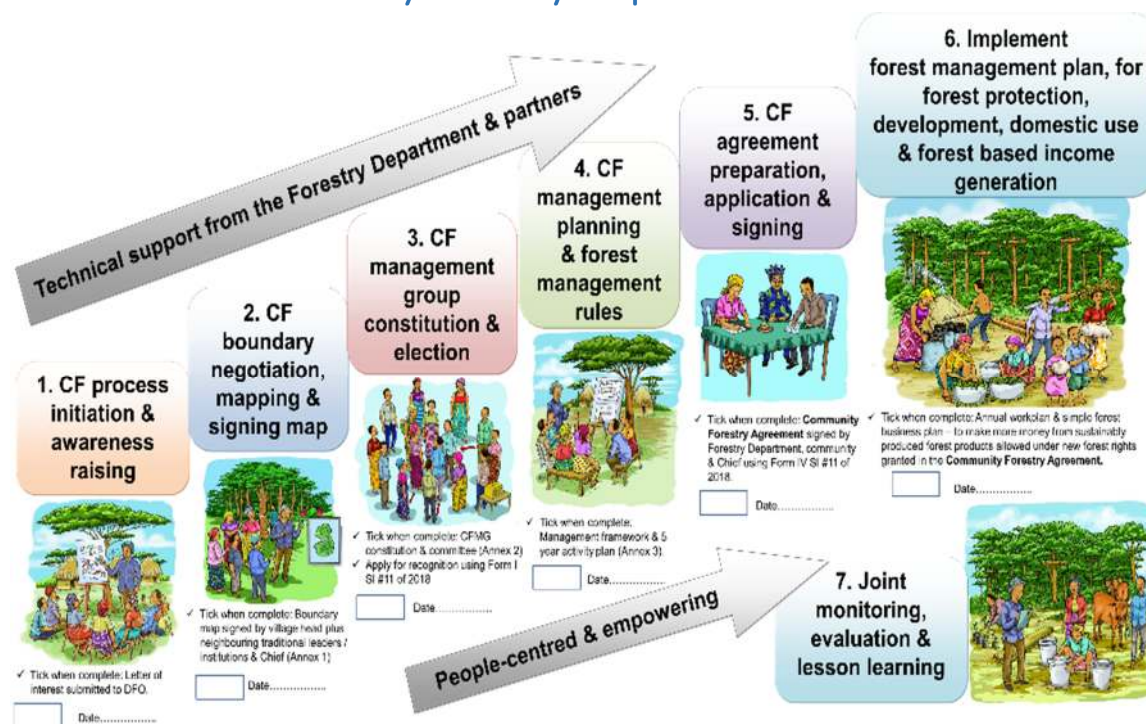 Technical support from the Forestry Department & partners
1. CF process
initiation &
awareness
raising
✓ Tick when complete: Letter of
interest submitted to DFO.
Date................
2. CF
boundary
negotiation,
mapping &
signing map
✓ Tick when complete: Boundary
map signed by village head plus
neighbouring traditional leaders /
institutions & Chief (Annex 1)
Date................
3. CF
management
group
constitution &
election
✓ Tick when complete: CFMG
constitution & committee (Annex 2)
✓ Apply for recognition using Form I
SI #11 of 2018
Date................
4. CF
management
planning
& forest
management
rules
✓ Tick when complete:
Management framework & 5
year activity plan (Annex 3).
Date................
5. CF
agreement
preparation,
application &
signing
✓ Tick when complete: Community
Forestry Agreement signed by
Forestry Department, community
& Chief using Form IV SI #11 of
2018.
Date................
6. Implement
forest management plan, for
forest protection,
development, domestic use
& forest based income
generation
✓ Tick when complete: Annual workplan & simple forest
business plan – to make more money from sustainably
produced forest products allowed under new forest rights
granted in the Community Forestry Agreement.
Date................
People-centred & empowering
7. Joint
monitoring,
evaluation &
lesson learning